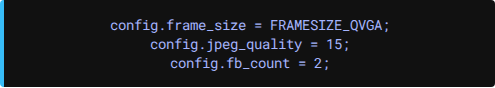 config.frame_size = FRAMESIZE_QVGA;
config.jpeg_quality = 15;
config.fb_count = 2;